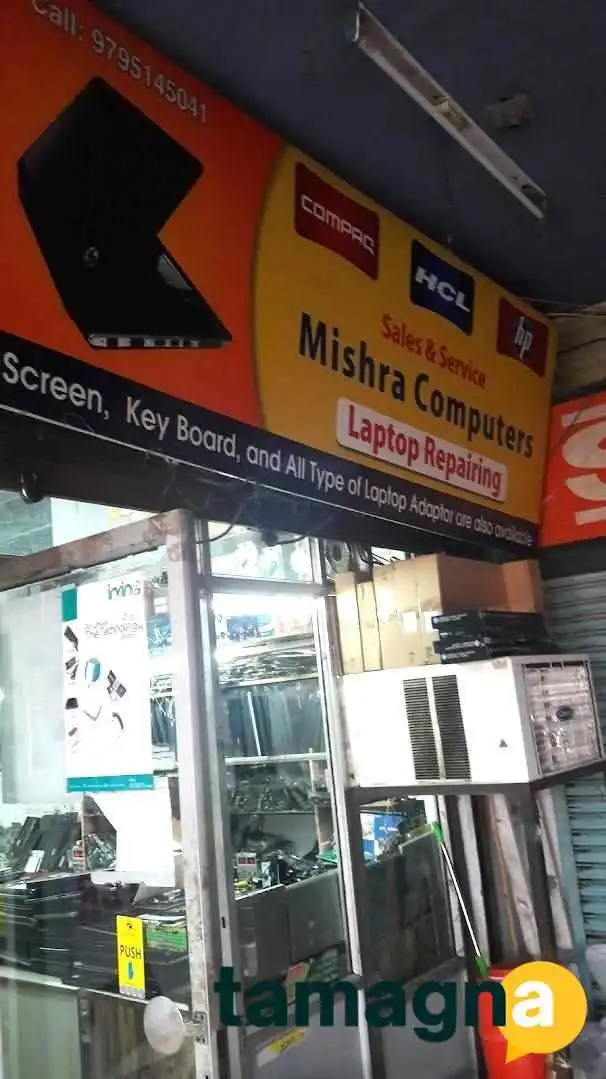 Call: 9795145041
COMPAQ
HCL
hp
Sales & Service
Mishra Computers
Laptop Repairing
Screen, Key Board, and All Type of Laptop Adaptor are also available
PUSH
tamagna